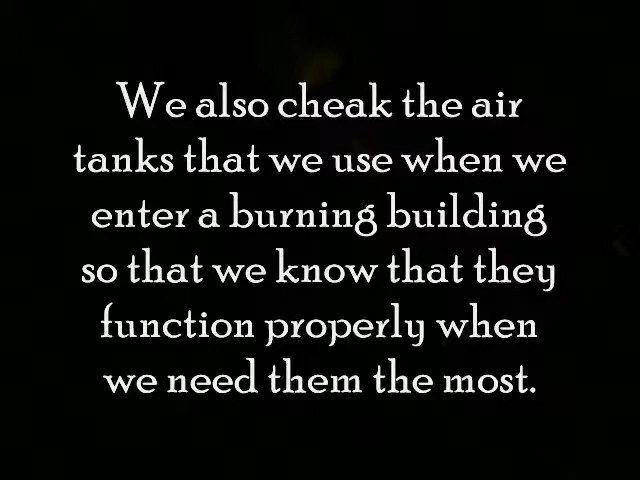 We also cheak the air
tanks that we use when we
enter a burning building
so that we know that they
function properly when
we need them the most.